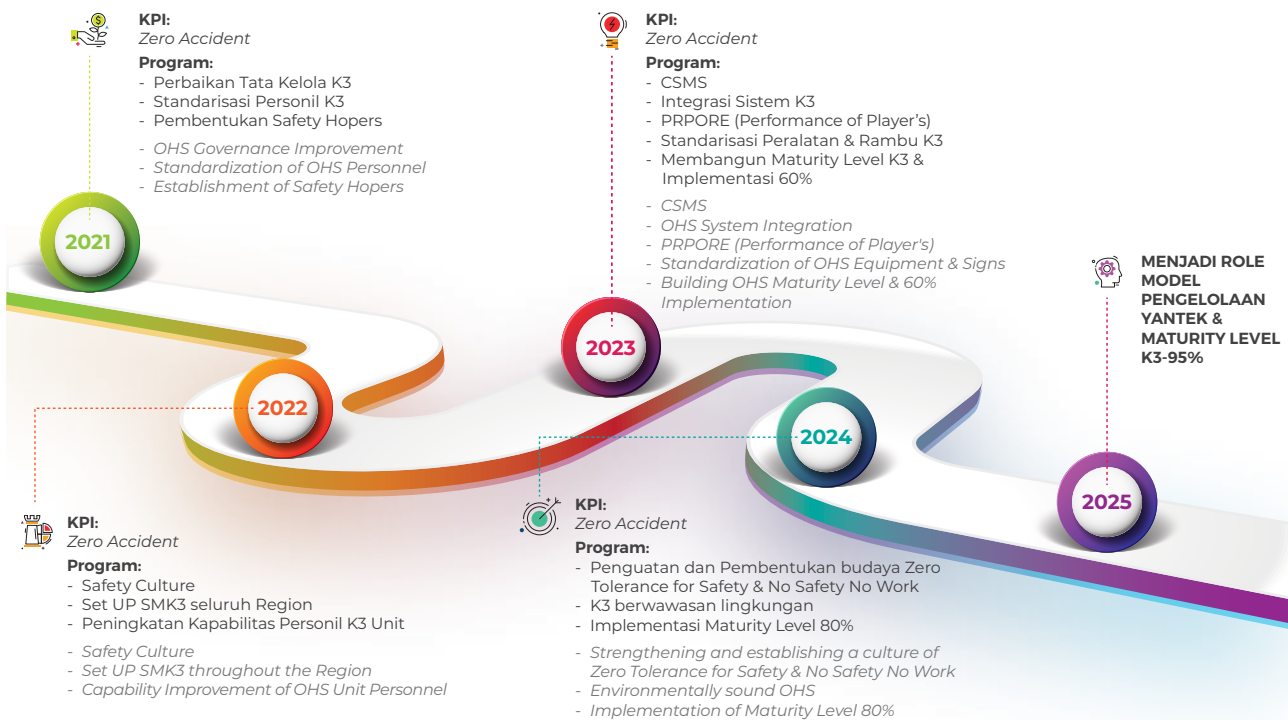 KPI:
Zero Accident
Program:
- Perbaikan Tata Kelola K3
- Standarisasi Personil K3
- Pembentukan Safety Hopers
- OHS Governance Improvement
- Standardization of OHS Personnel
- Establishment of Safety Hopers
2021
KPI:
Zero Accident
Program:
- Safety Culture
- Set UP SMK3 seluruh Region
- Peningkatan Kapabilitas Personil K3 Unit
- Safety Culture
- Set UP SMK3 throughout the Region
- Capability Improvement of OHS Unit Personnel
2022
KPI:
Zero Accident
Program:
- CSMS
- Integrasi Sistem K3
- PRPORE (Performance of Player's)
- Standarisasi Peralatan & Rambu K3
- Membangun Maturity Level K3 &
Implementasi 60%
- CSMS
- OHS System Integration
- PRPORE (Performance of Player's)
- Standardization of OHS Equipment & Signs
- Building OHS Maturity Level & 60%
Implementation
2023
KPI:
Zero Accident
Program:
- Penguatan dan Pembentukan budaya Zero
Tolerance for Safety & No Safety No Work
- K3 berwawasan lingkungan
- Implementasi Maturity Level 80%
- Strengthening and establishing a culture of
Zero Tolerance for Safety & No Safety No Work
- Environmentally sound OHS
- Implementation of Maturity Level 80%
2024
MENJADI ROLE
MODEL
PENGELOLAAN
YANTEK &
MATURITY LEVEL
K3-95%
2025